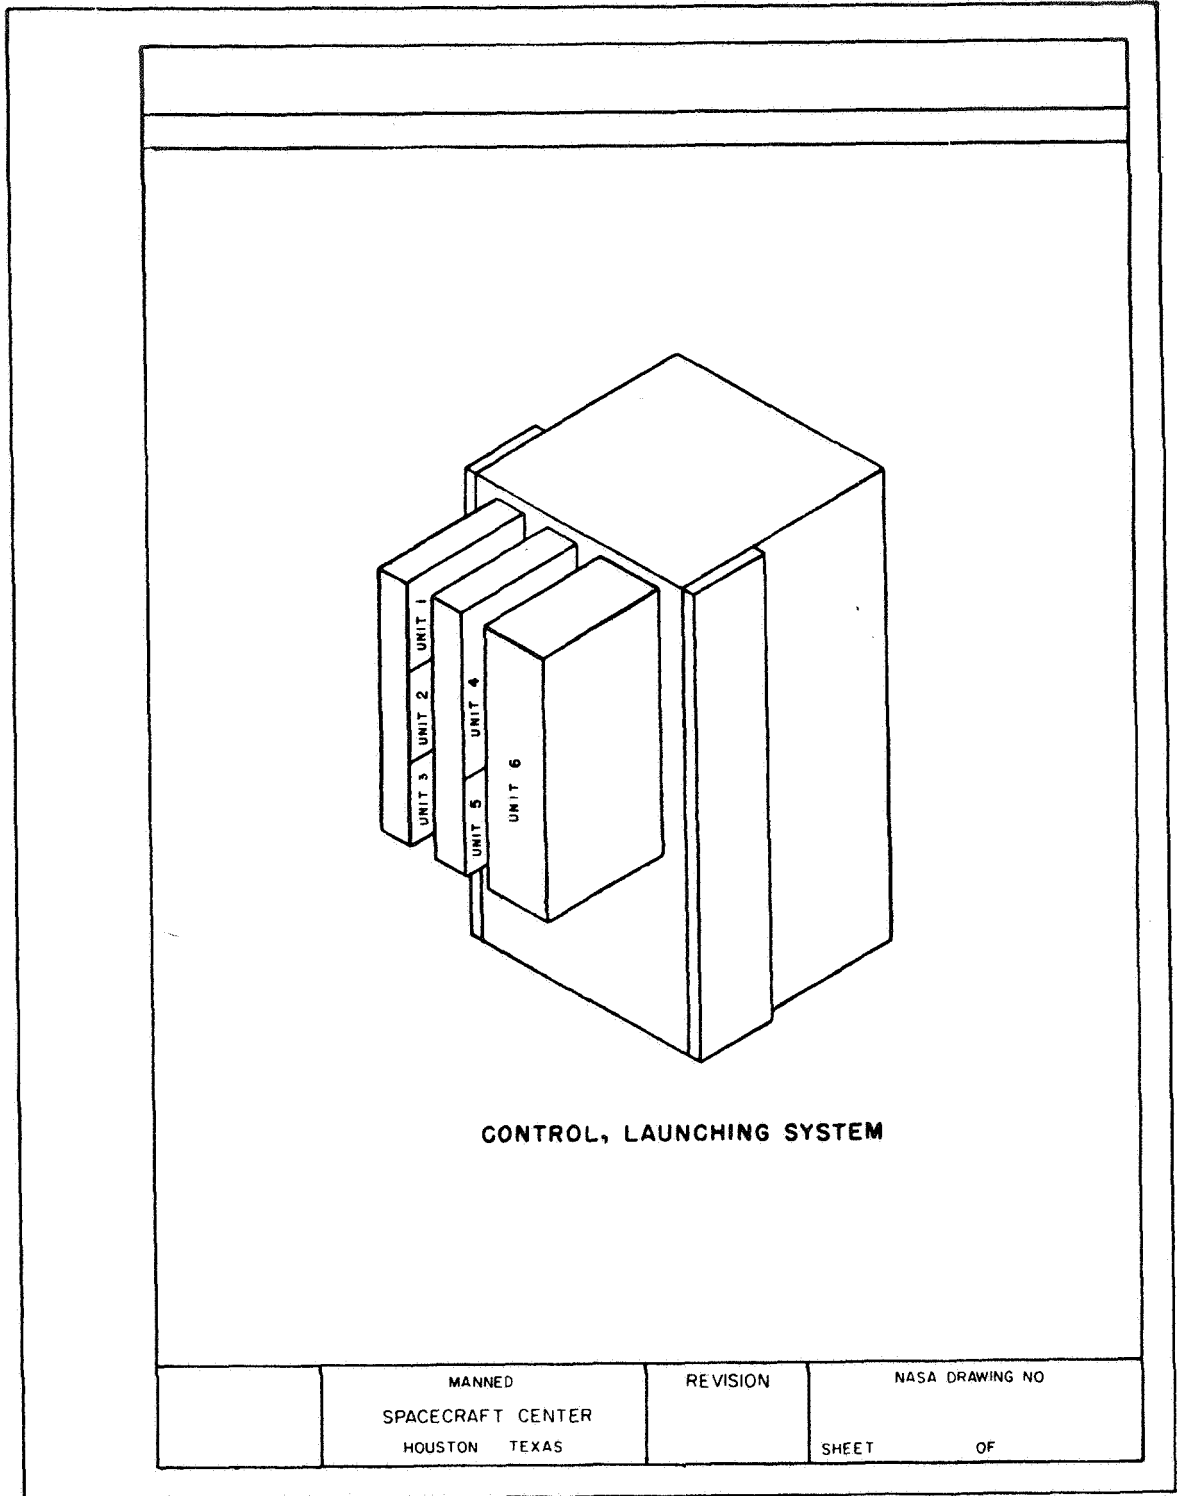 UNIT 1
UNIT 2
UNIT 3
UNIT 4
UNIT 5
UNIT 6
CONTROL, LAUNCHING SYSTEM
MANNED
SPACECRAFT CENTER
HOUSTON TEXAS
REVISION
NASA DRAWING NO
SHEET OF